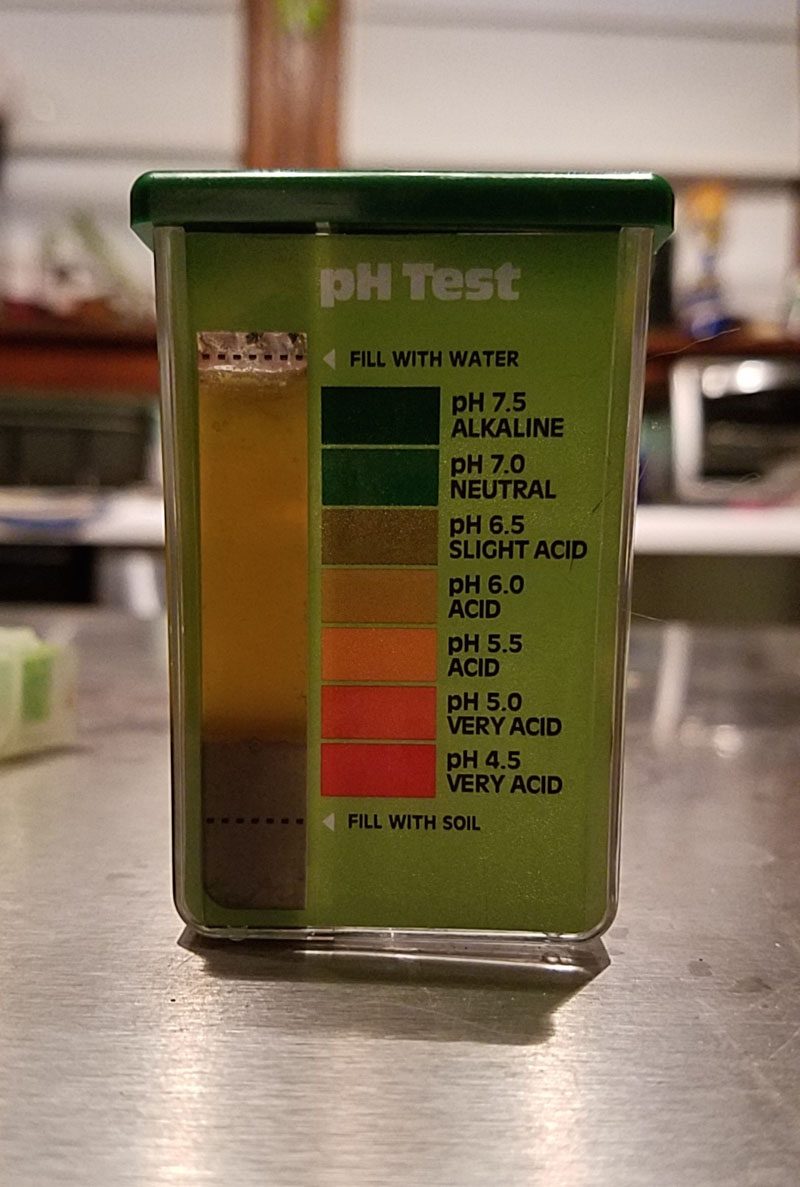 pH Test
FILL WITH WATER
pH 7.5
ALKALINE
pH 7.0
NEUTRAL
pH 6.5
SLIGHT ACID
pH 6.0
ACID
pH 5.5
ACID
pH 5.0
VERY ACID
pH 4.5
VERY ACID
FILL WITH SOIL